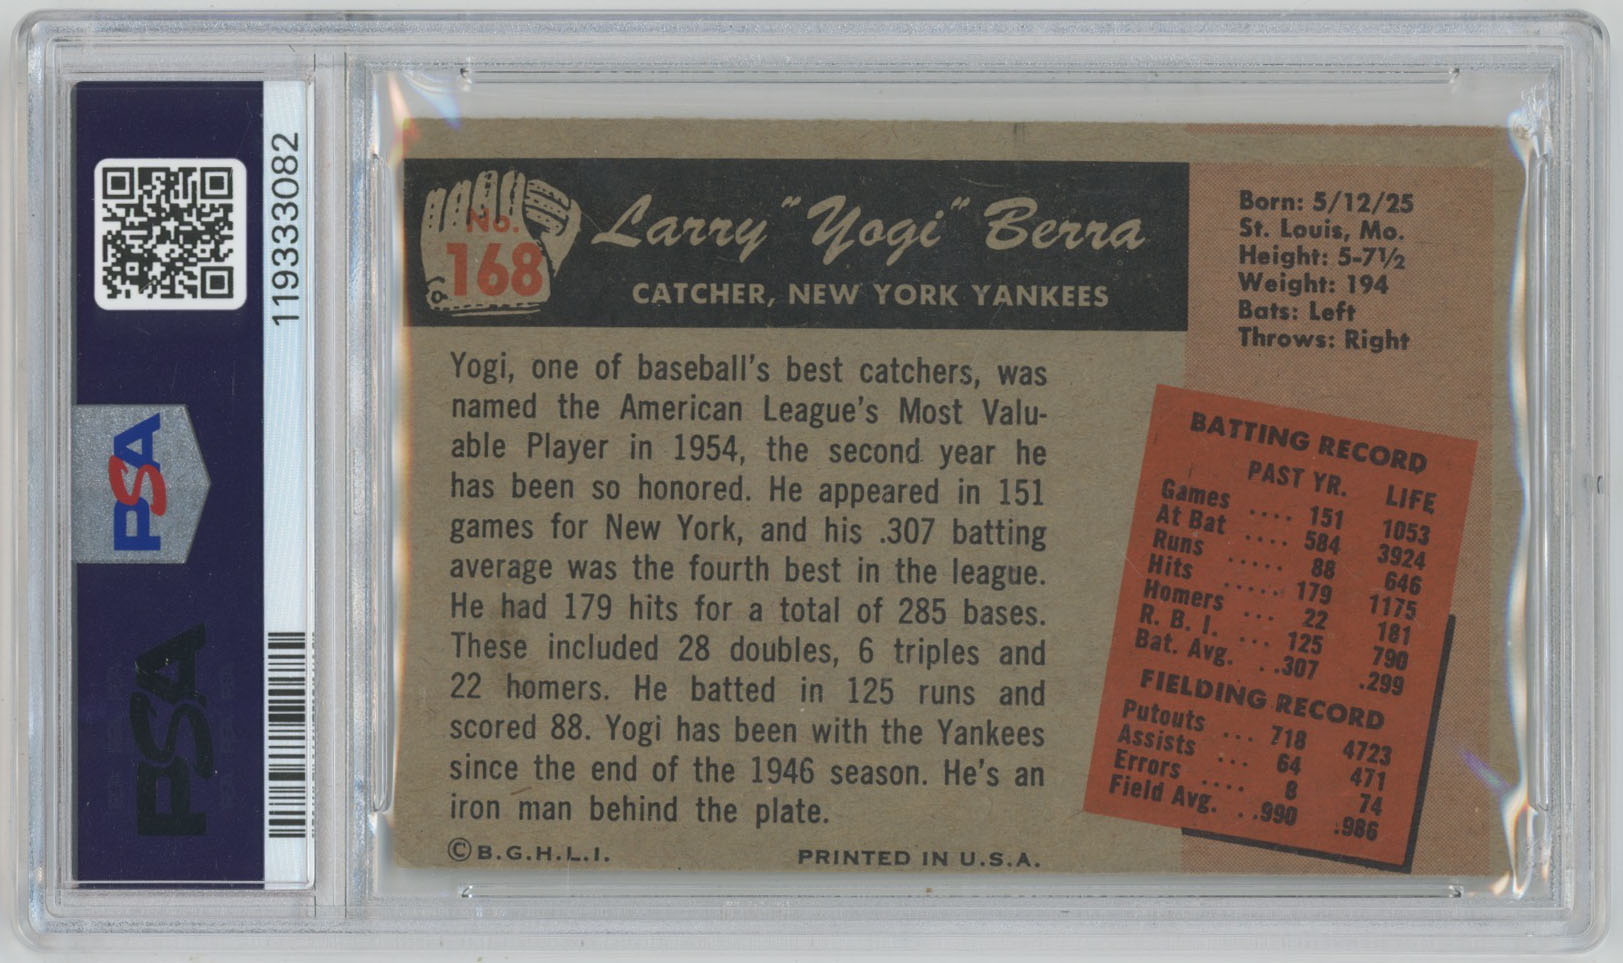 119333082
PSA
PSA
No.
168
Larry "Yogi" Berra
CATCHER, NEW YORK YANKEES
Born: 5/12/25
St. Louis, Mo.
Height: 5-7½
Weight: 194
Bats: Left
Throws: Right
Yogi, one of baseball's best catchers, was
named the American League's Most Valu-
able Player in 1954, the second year he
has been so honored. He appeared in 151
games for New York, and his .307 batting
average was the fourth best in the league.
He had 179 hits for a total of 285 bases.
These included 28 doubles, 6 triples and
22 homers. He batted in 125 runs and
scored 88. Yogi has been with the Yankees
since the end of the 1946 season. He's an
iron man behind the plate.
© B.G.H.L.I.
PRINTED IN U.S.A.
BATTING RECORD
PAST YR. LIFE
Games .... 151 1053
At Bat .... 584 3924
Runs ..... 88 646
Hits ..... 179 1175
Homers ... 22 181
R. B. I. ... 125 790
Bat. Avg. ..307 .299
FIELDING RECORD
Putouts ... 718 4723
Assists ... 64 471
Errors .... 8 74
Field Avg. ..990 .986